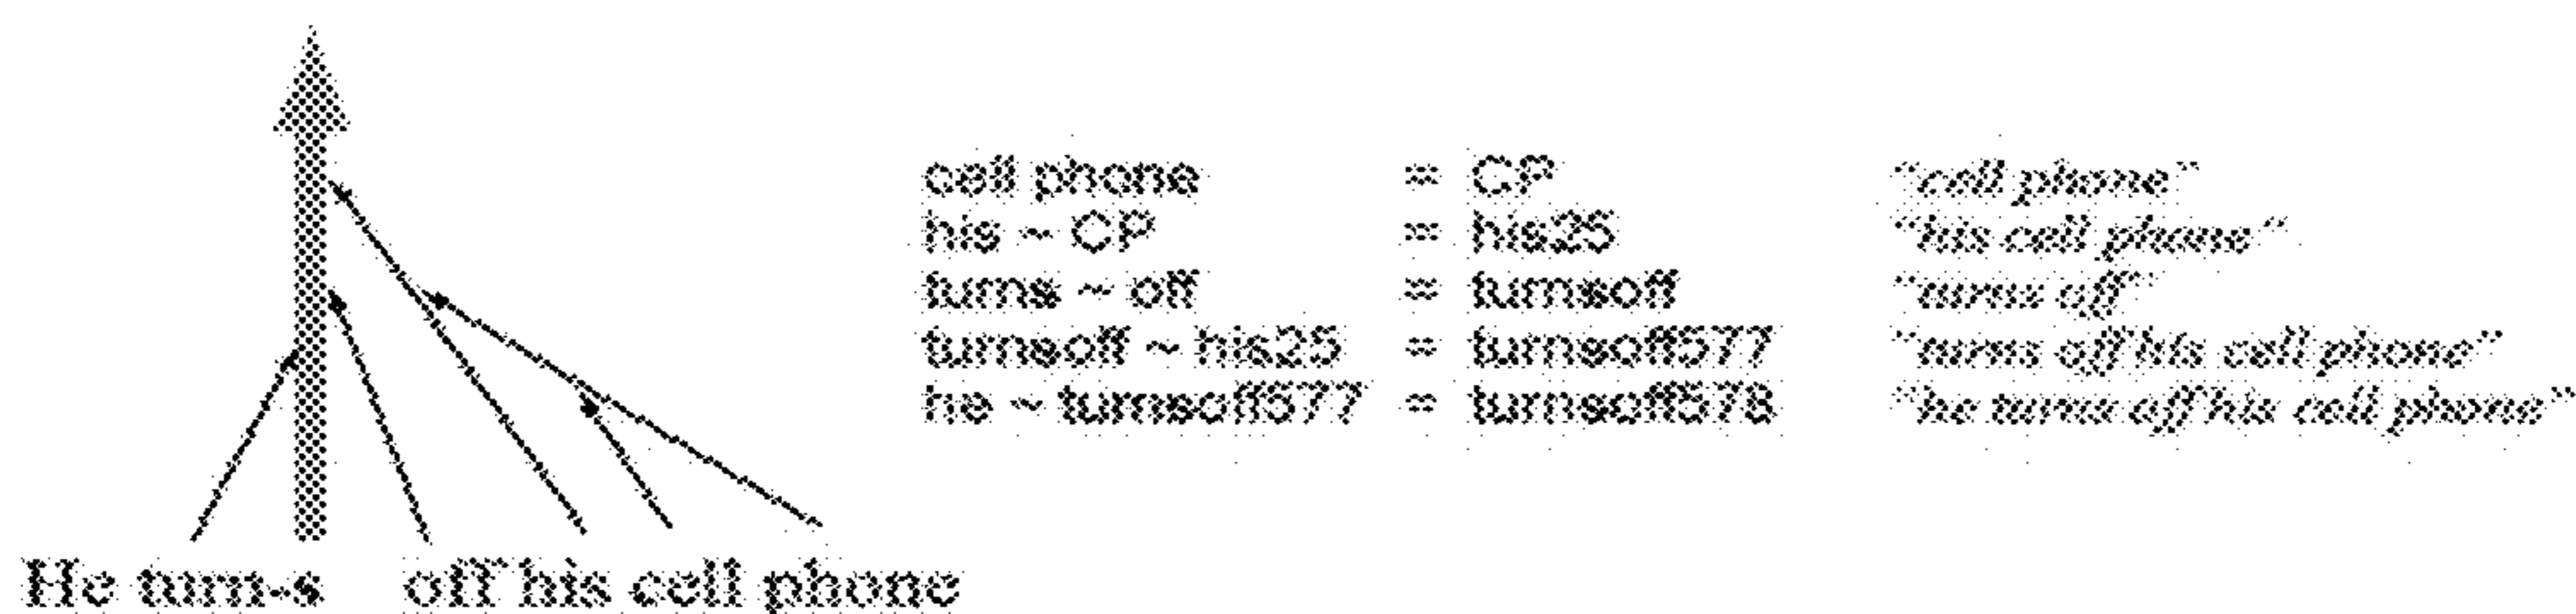 cell phone = CP "cell phone"
his ~ CP = his25 "his cell phone"
turns ~ off = turnsoff "turns off"
turnsoff ~ his25 = turnsoff577 "turns off his cell phone"
he ~ turnsoff577 = turnsoff578 "he turns off his cell phone"
He turn-s off his cell phone